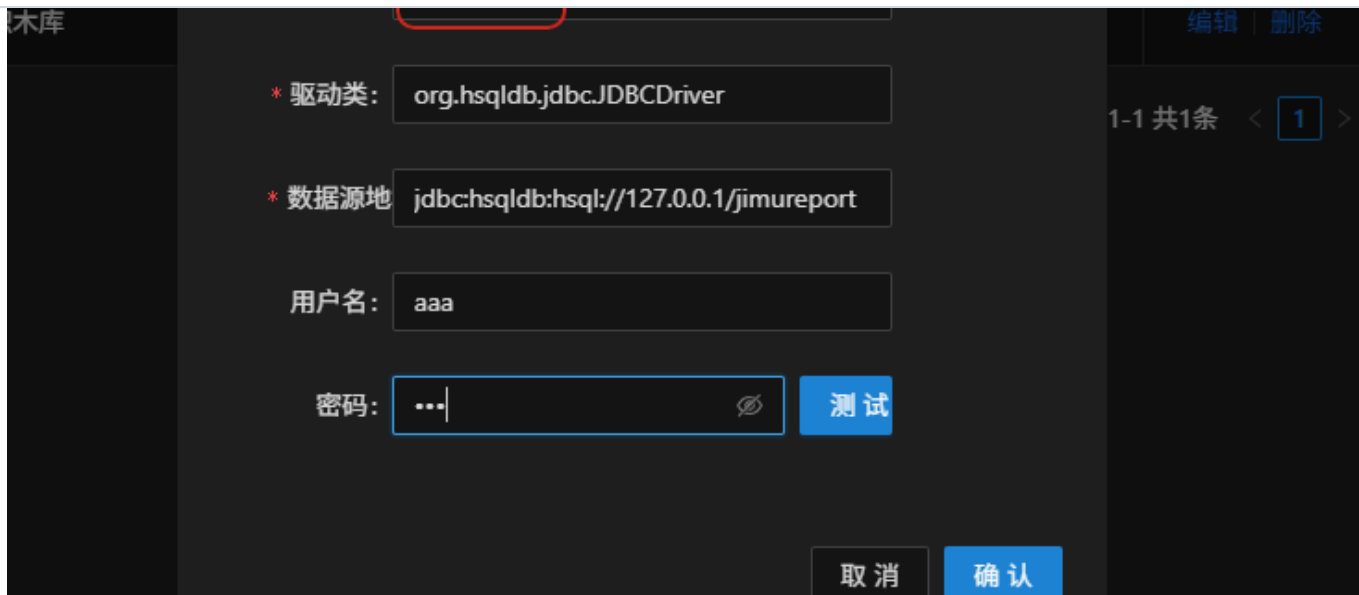 木库
编辑 删除
* 驱动类: org.hsqldb.jdbc.JDBCDriver
1-1 共1条 < 1 >
* 数据源地 jdbc:hsqldb:hsql://127.0.0.1/jimureport
用户名: aaa
密码: •••
测 试
取 消 确 认